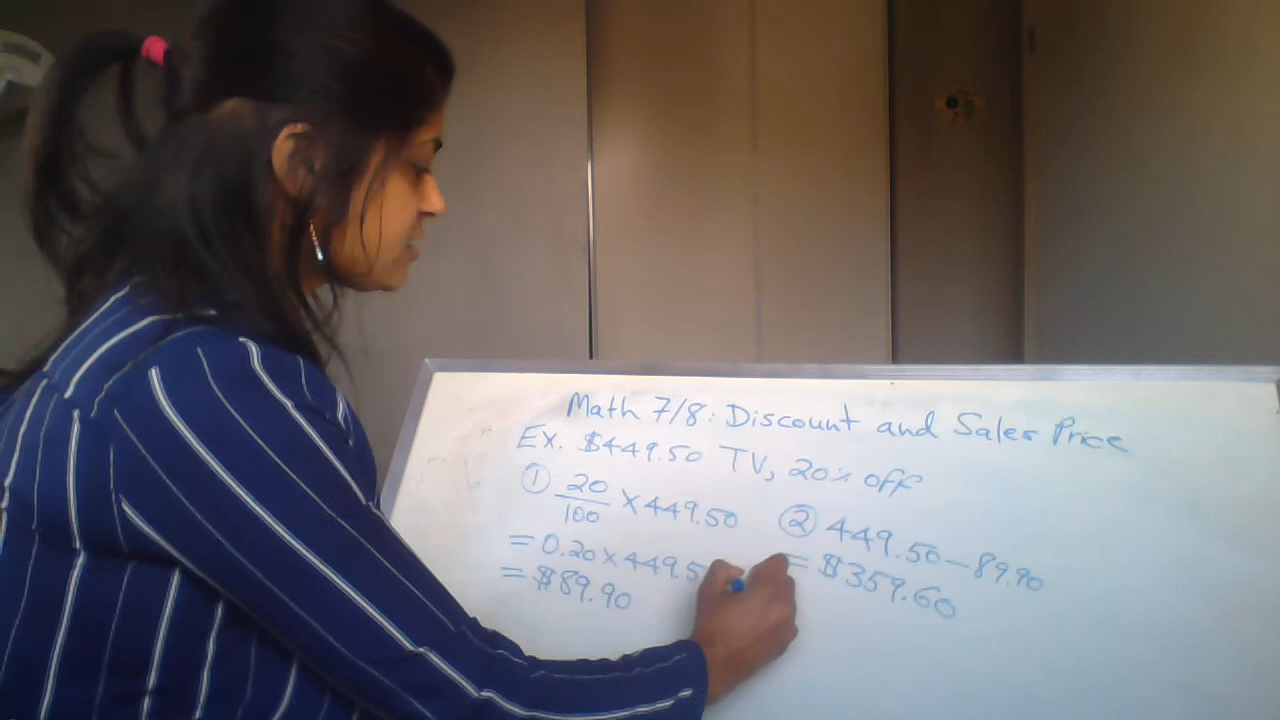 Math 7/8: Discount and Sales Price
Ex. $449.50 TV, 20% off
① 20/100 × 449.50
= 0.20 × 449.5
= $89.90
② 449.50 – 89.90
= $359.60